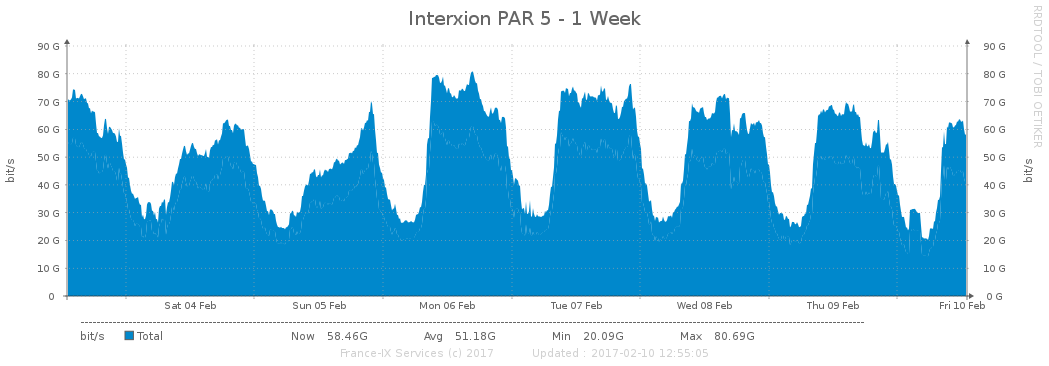 Interxion PAR 5 - 1 Week
RRDTOOL / TOBI OETIKER
bit/s
90 G 90 G
80 G 80 G
70 G 70 G
60 G 60 G
50 G 50 G
40 G 40 G
30 G 30 G
20 G 20 G
10 G 10 G
0 0 G
bit/s
Sat 04 Feb Sun 05 Feb Mon 06 Feb Tue 07 Feb Wed 08 Feb Thu 09 Feb Fri 10 Feb
bit/s Total Now 58.46G Avg 51.18G Min 20.09G Max 80.69G
France-IX Services (c) 2017 Updated : 2017-02-10 12:55:05